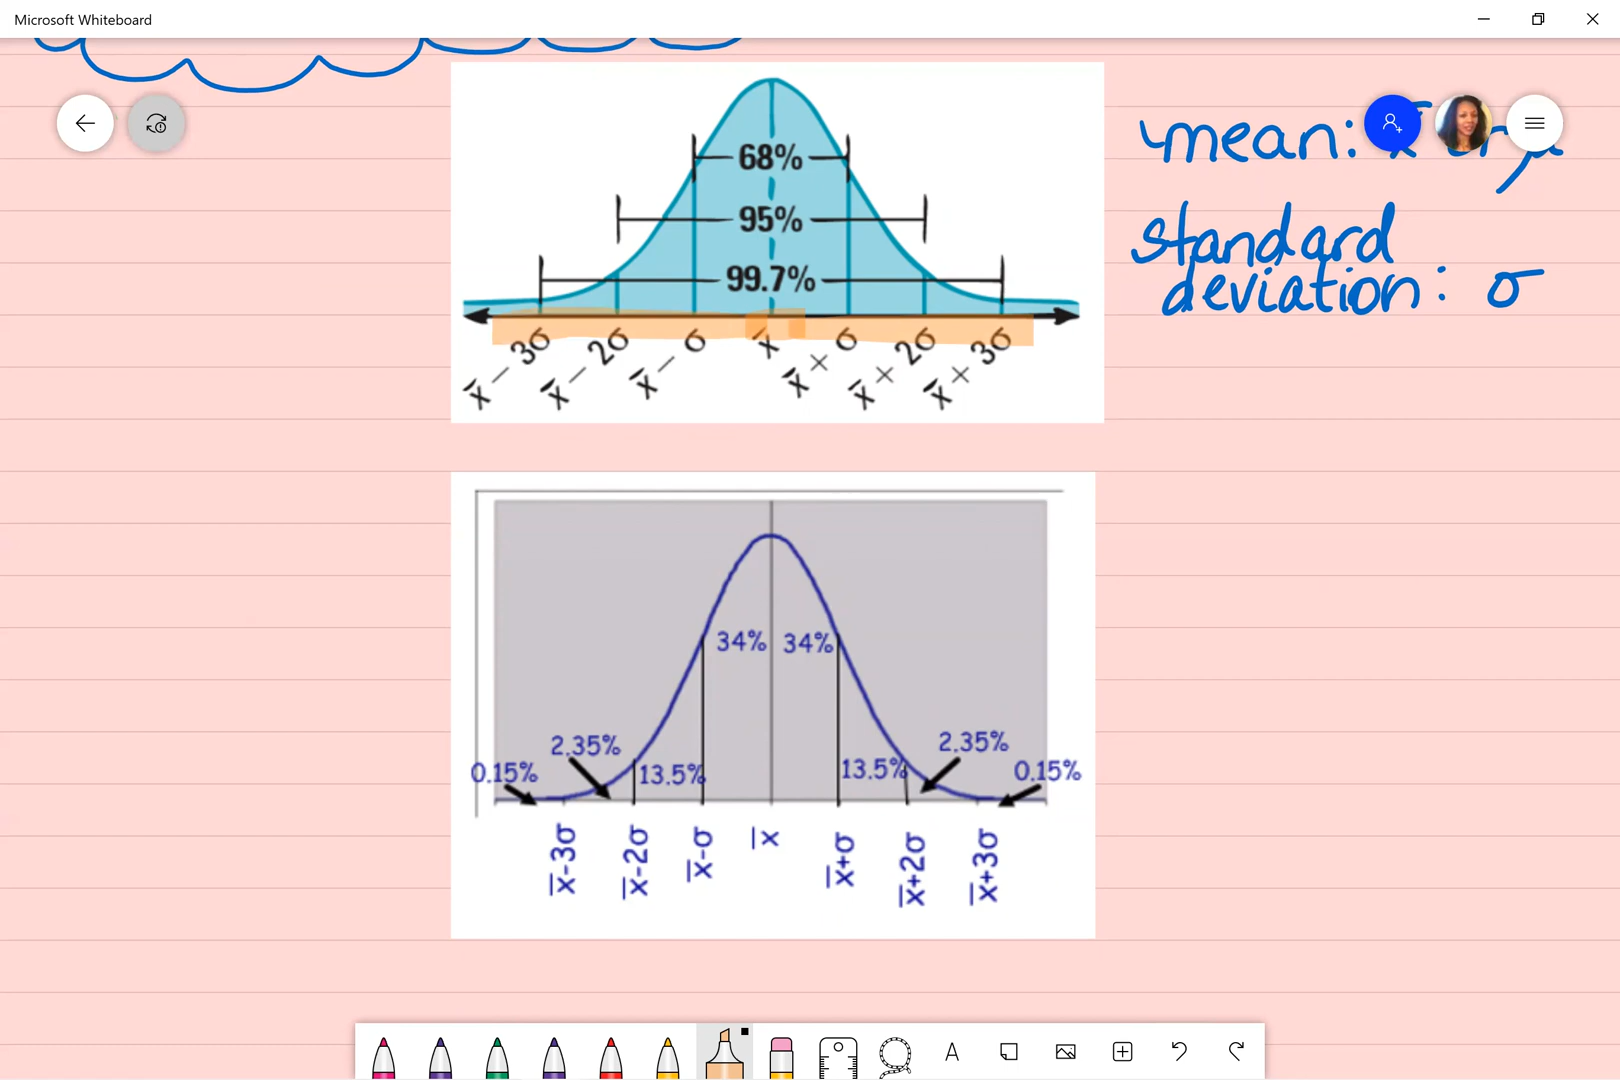 Microsoft Whiteboard
68%
95%
99.7%
x̄ − 3σ x̄ − 2σ x̄ − σ x̄ x̄ × σ x̄ × 2σ x̄ × 3σ
mean:
standard
deviation: σ
34% 34%
2.35% 2.35%
0.15% 13.5% 13.5% 0.15%
x̄-3σ x̄-2σ x̄-σ x̄ x̄+σ x̄+2σ x̄+3σ
A